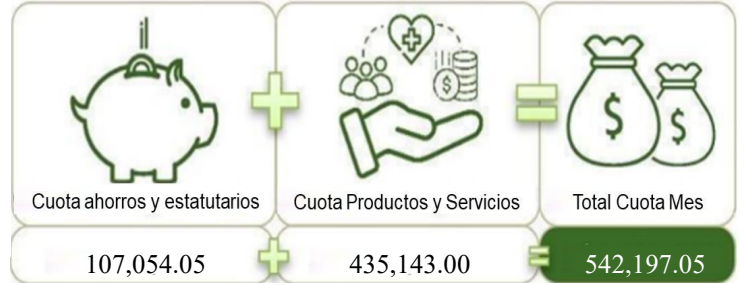 Cuota ahorros y estatutarios + Cuota Productos y Servicios = Total Cuota Mes
107,054.05 + 435,143.00 = 542,197.05